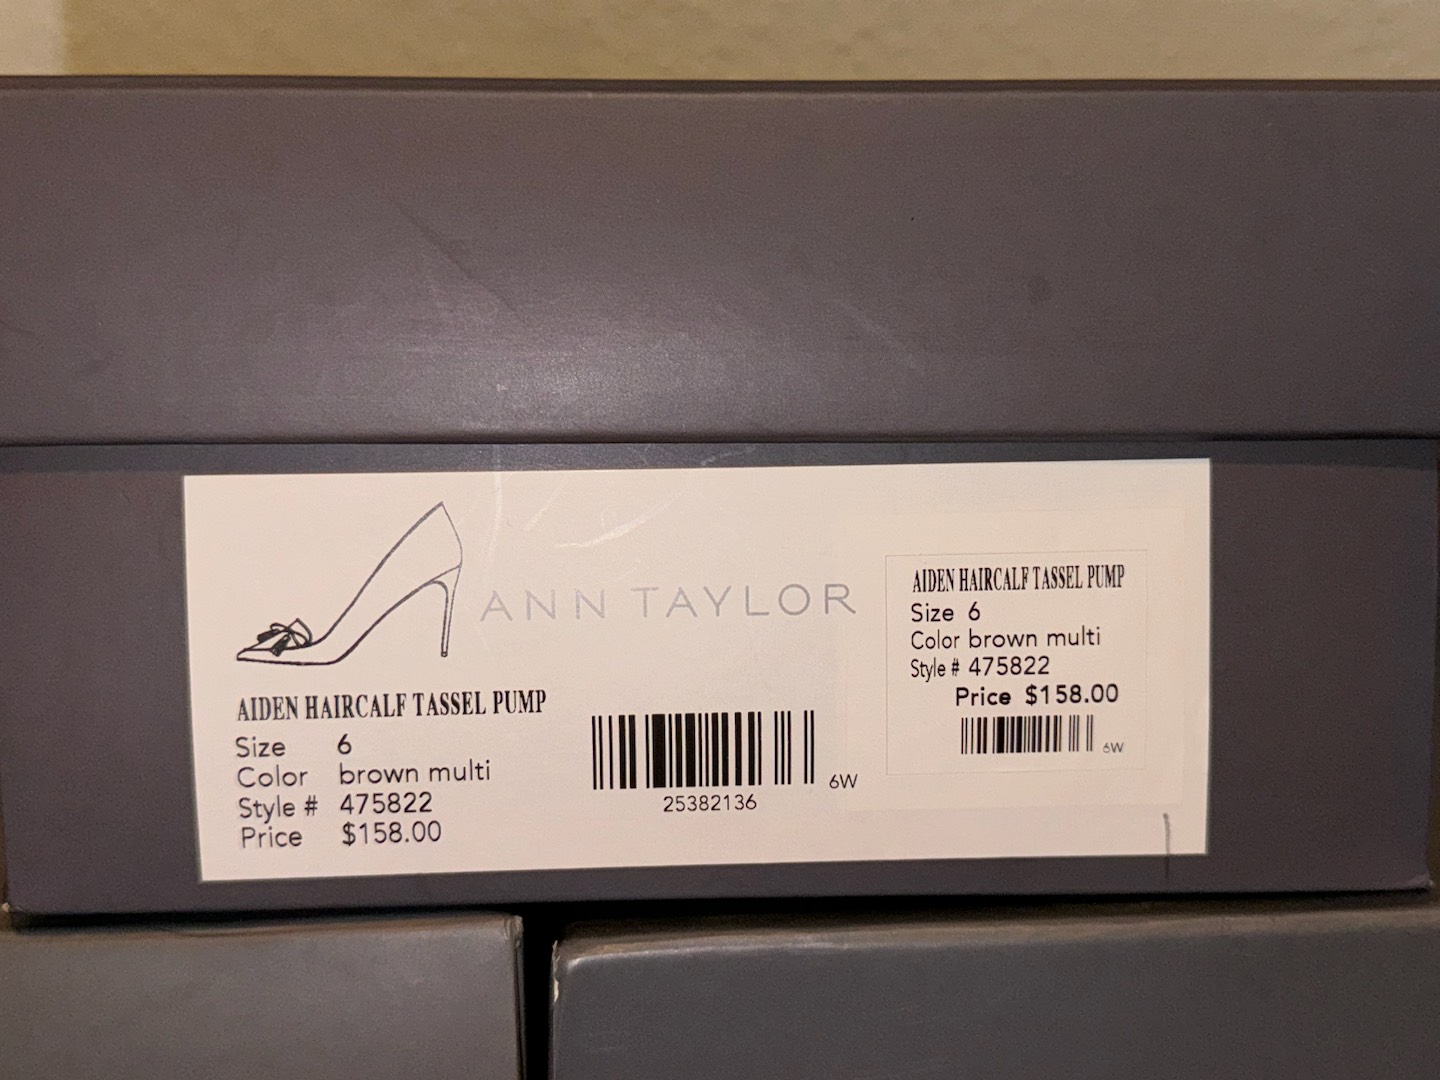 ANN TAYLOR
AIDEN HAIRCALF TASSEL PUMP
Size 6
Color brown multi
Style # 475822
Price $158.00
25382136
6W
AIDEN HAIRCALF TASSEL PUMP
Size 6
Color brown multi
Style # 475822
Price $158.00
6W